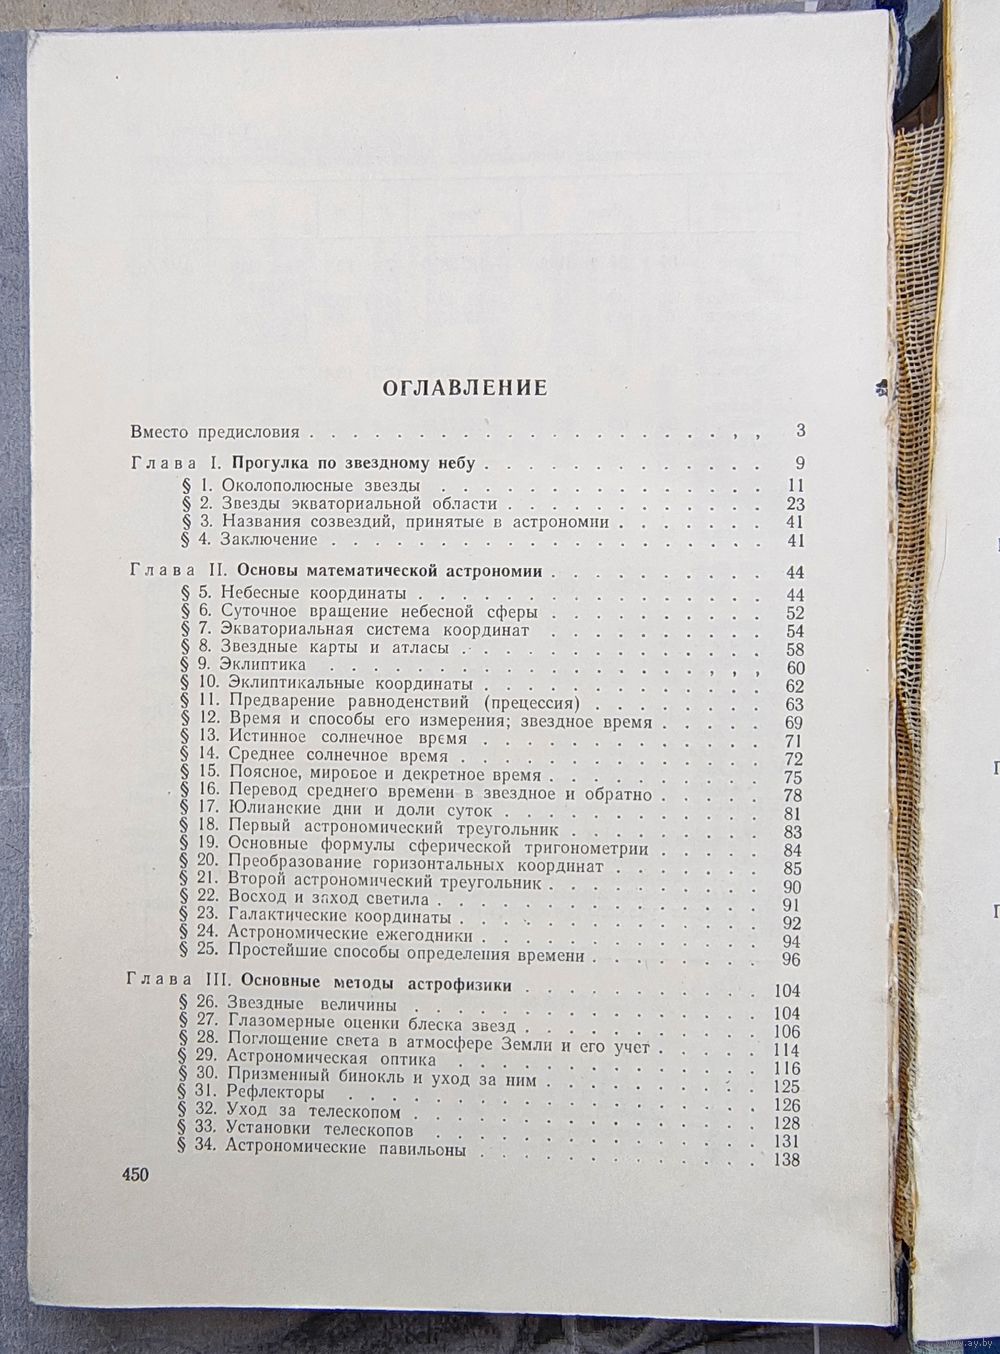 ОГЛАВЛЕНИЕ
Вместо предисловия . . . . . . . . . . . . . . . 3
Глава I. Прогулка по звездному небу . . . . . . . . . . 9
§ 1. Околополюсные звезды . . . . . . . . . . . . 11
§ 2. Звезды экваториальной области . . . . . . . . . . 23
§ 3. Названия созвездий, принятые в астрономии . . . . . . . 41
§ 4. Заключение . . . . . . . . . . . . . . . 41
Глава II. Основы математической астрономии . . . . . . . . 44
§ 5. Небесные координаты . . . . . . . . . . . . 44
§ 6. Суточное вращение небесной сферы . . . . . . . . 52
§ 7. Экваториальная система координат . . . . . . . . 54
§ 8. Звездные карты и атласы . . . . . . . . . . . 58
§ 9. Эклиптика . . . . . . . . . . . . . . . 60
§ 10. Эклиптикальные координаты . . . . . . . . . . 62
§ 11. Предварение равноденствий (прецессия) . . . . . . . 63
§ 12. Время и способы его измерения; звездное время . . . . . 69
§ 13. Истинное солнечное время . . . . . . . . . . 71
§ 14. Среднее солнечное время . . . . . . . . . . . 72
§ 15. Поясное, мировое и декретное время . . . . . . . . 75
§ 16. Перевод среднего времени в звездное и обратно . . . . . 78
§ 17. Юлианские дни и доли суток . . . . . . . . . . 81
§ 18. Первый астрономический треугольник . . . . . . . 83
§ 19. Основные формулы сферической тригонометрии . . . . . 84
§ 20. Преобразование горизонтальных координат . . . . . . 85
§ 21. Второй астрономический треугольник . . . . . . . . 90
§ 22. Восход и заход светила . . . . . . . . . . . 91
§ 23. Галактические координаты . . . . . . . . . . . 92
§ 24. Астрономические ежегодники . . . . . . . . . . 94
§ 25. Простейшие способы определения времени . . . . . . 96
Глава III. Основные методы астрофизики . . . . . . . . . 104
§ 26. Звездные величины . . . . . . . . . . . . 104
§ 27. Глазомерные оценки блеска звезд . . . . . . . . 106
§ 28. Поглощение света в атмосфере Земли и его учет . . . . . 114
§ 29. Астрономическая оптика . . . . . . . . . . . 116
§ 30. Призменный бинокль и уход за ним . . . . . . . . 125
§ 31. Рефлекторы . . . . . . . . . . . . . . . 126
§ 32. Уход за телескопом . . . . . . . . . . . . 128
§ 33. Установки телескопов . . . . . . . . . . . . 131
§ 34. Астрономические павильоны . . . . . . . . . . 138
450
www.ay.by